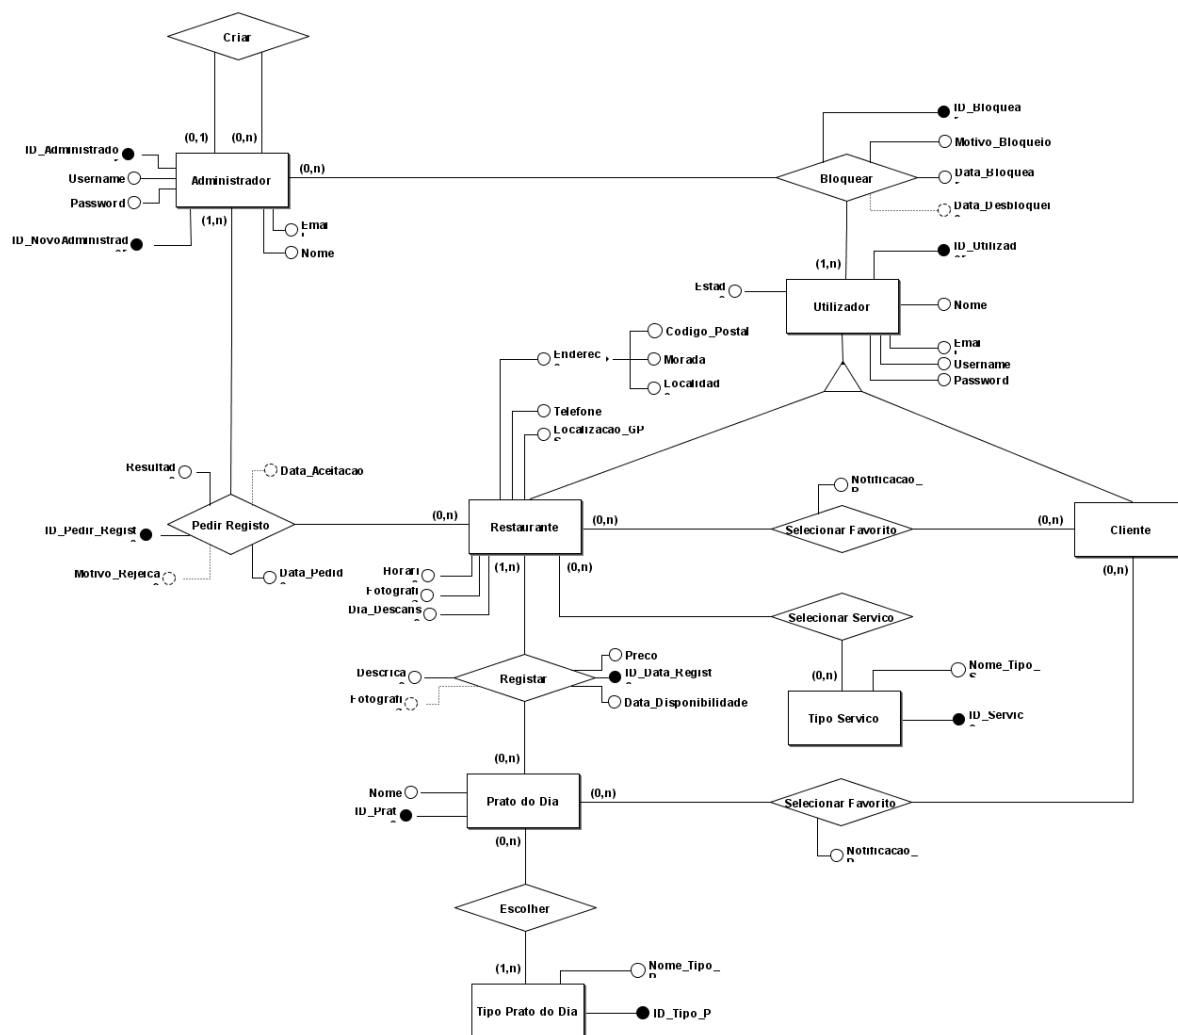 Criar
(0,1)
(0,n)
ID_Administrado
Username
Password
ID_NovoAdministrad
Administrador
(0,n)
(1,n)
Emai
Nome
ID_Bloquea
Motivo_Bloqueio
Bloquear
Data_Bloquea
Data_Desbloquei
(1,n)
ID_Utilizad
Estad
Utilizador
Nome
Emai
Username
Password
Enderec
Codigo_Postal
Morada
Localidad
Telefone
Localizacao_GP
Resultad
Data_Aceitacao
Pedir Registo
ID_Pedir_Regist
Motivo_Rejeica
Data_Pedid
(0,n)
Restaurante
(0,n)
Notificacao_
Selecionar Favorito
(0,n)
Cliente
(0,n)
Horari
Fotografi
Dia_Descans
(1,n)
(0,n)
Selecionar Servico
(0,n)
Nome_Tipo_
Tipo Servico
ID_Servic
Descrica
Fotografi
Registar
Preco
ID_Data_Regist
Data_Disponibilidade
(0,n)
Nome
ID_Prat
Prato do Dia
(0,n)
Selecionar Favorito
Notificacao_
(0,n)
Escolher
(1,n)
Nome_Tipo_
Tipo Prato do Dia
ID_Tipo_P